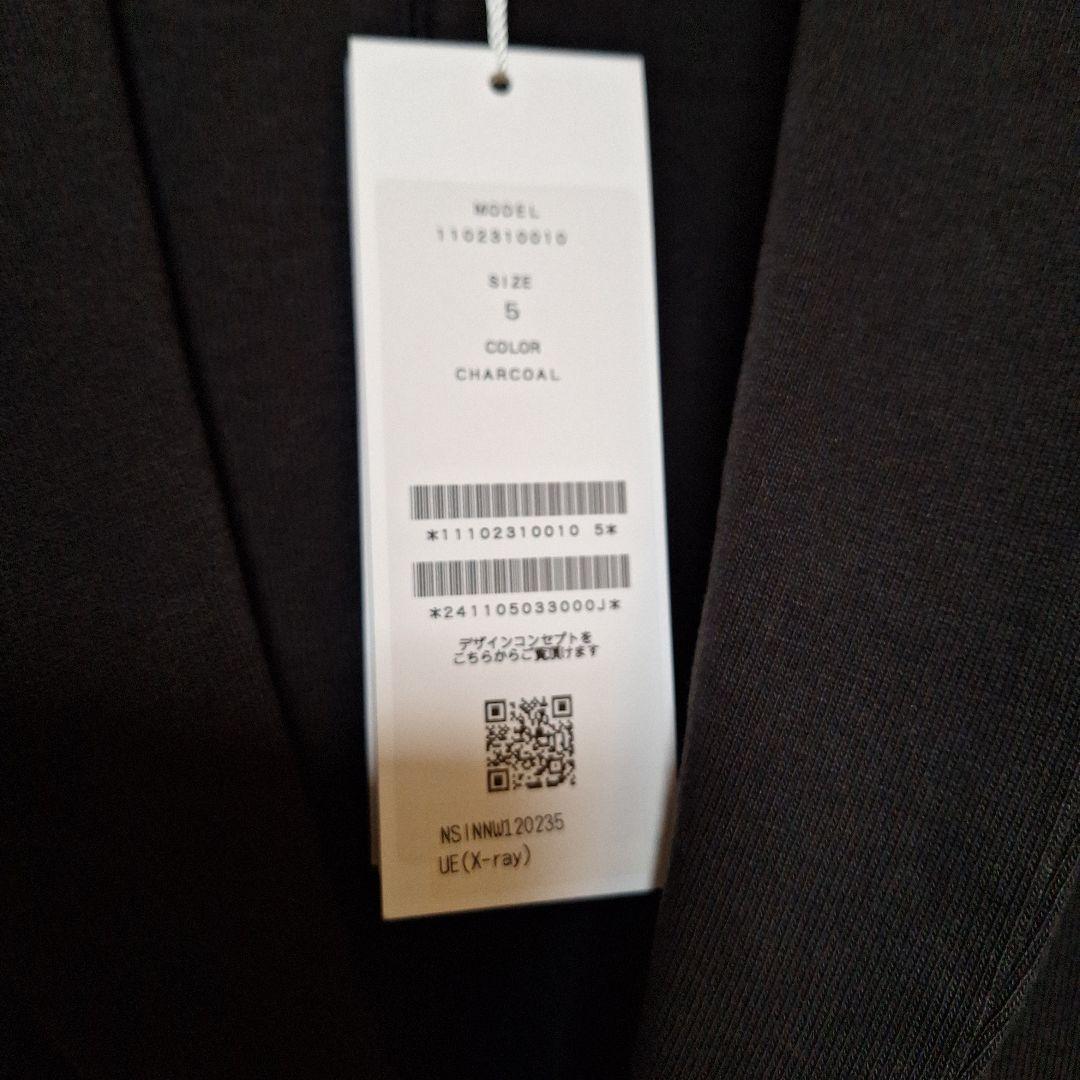 MODEL
1102310010
SIZE
5
COLOR
CHARCOAL
*11102310010 5*
*241105033000J*
デザインコンセプトを
こちらからご覧頂けます
NSINNW120235
UE(X-ray)